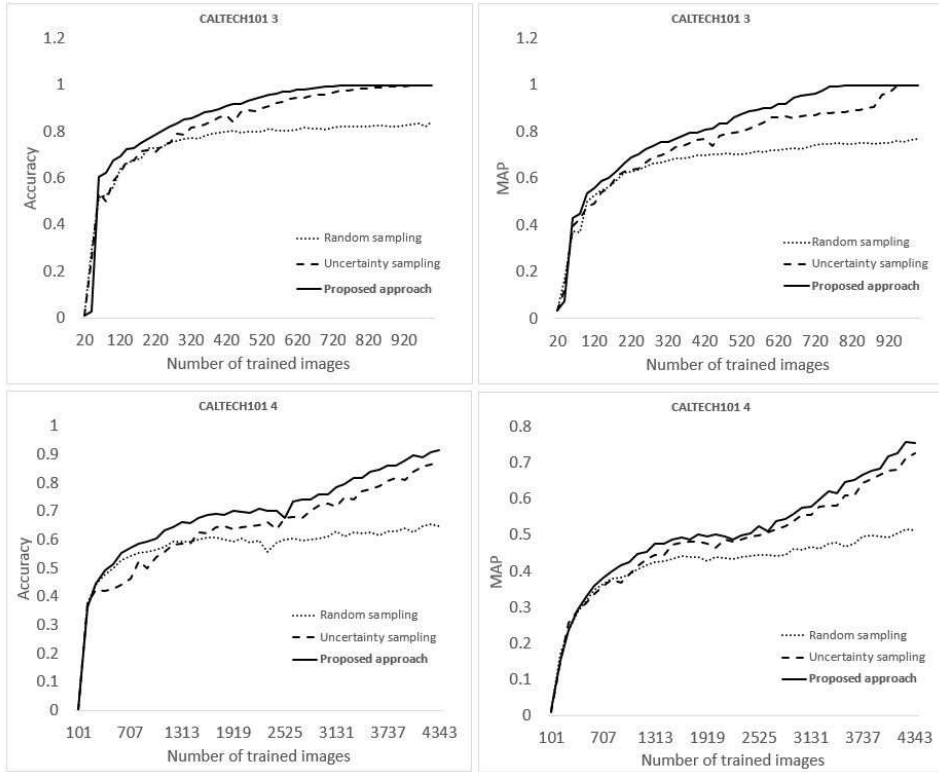 CALTECH101 3
1.2
1
0.8
0.6
0.4
0.2
0
Accuracy
Random sampling
Uncertainty sampling
Proposed approach
20 120 220 320 420 520 620 720 820 920
Number of trained images
CALTECH101 3
1.2
1
0.8
0.6
0.4
0.2
0
MAP
Random sampling
Uncertainty sampling
Proposed approach
20 120 220 320 420 520 620 720 820 920
Number of trained images
CALTECH101 4
1
0.9
0.8
0.7
0.6
0.5
0.4
0.3
0.2
0.1
0
Accuracy
Random sampling
Uncertainty sampling
Proposed approach
101 707 1313 1919 2525 3131 3737 4343
Number of trained images
CALTECH101 4
0.8
0.7
0.6
0.5
0.4
0.3
0.2
0.1
0
MAP
Random sampling
Uncertainty sampling
Proposed approach
101 707 1313 1919 2525 3131 3737 4343
Number of trained images